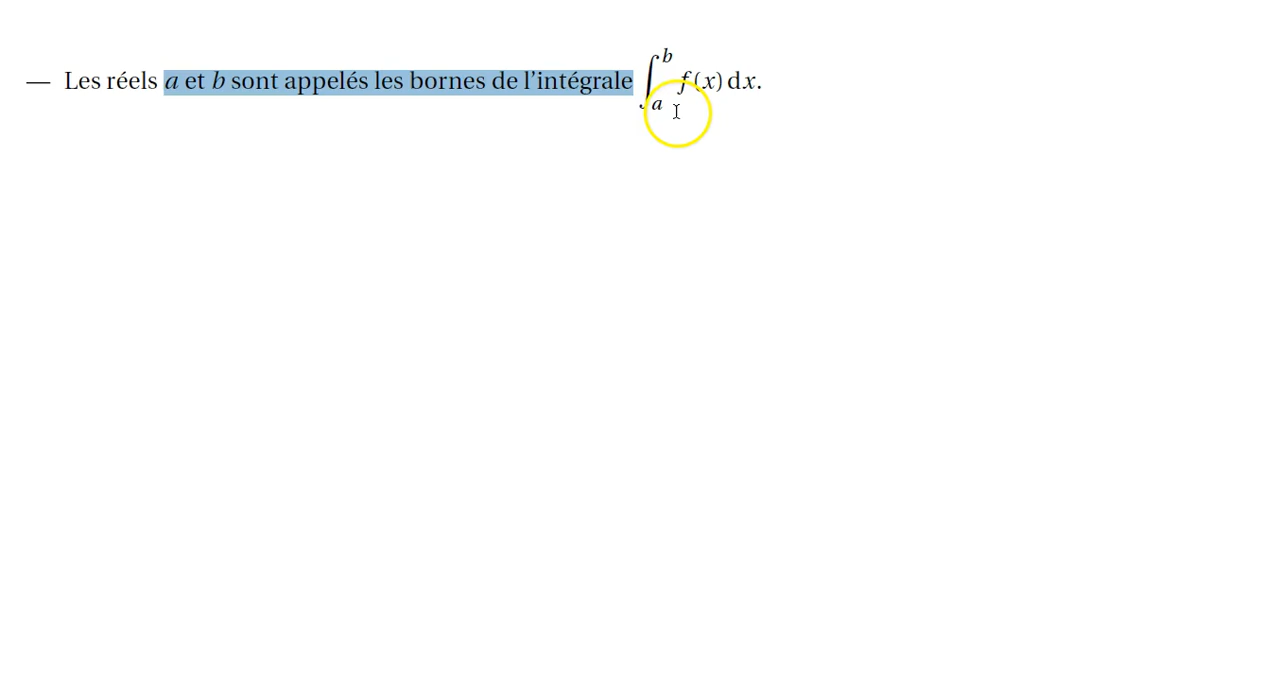 — Les réels a et b sont appelés les bornes de l'intégrale ∫_a^b f(x) dx.